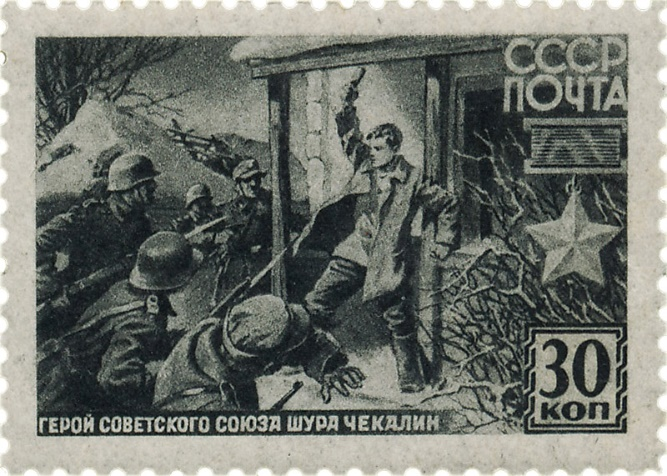 СССР
ПОЧТА
30
КОП
ГЕРОЙ СОВЕТСКОГО СОЮЗА ШУРА ЧЕКАЛИН